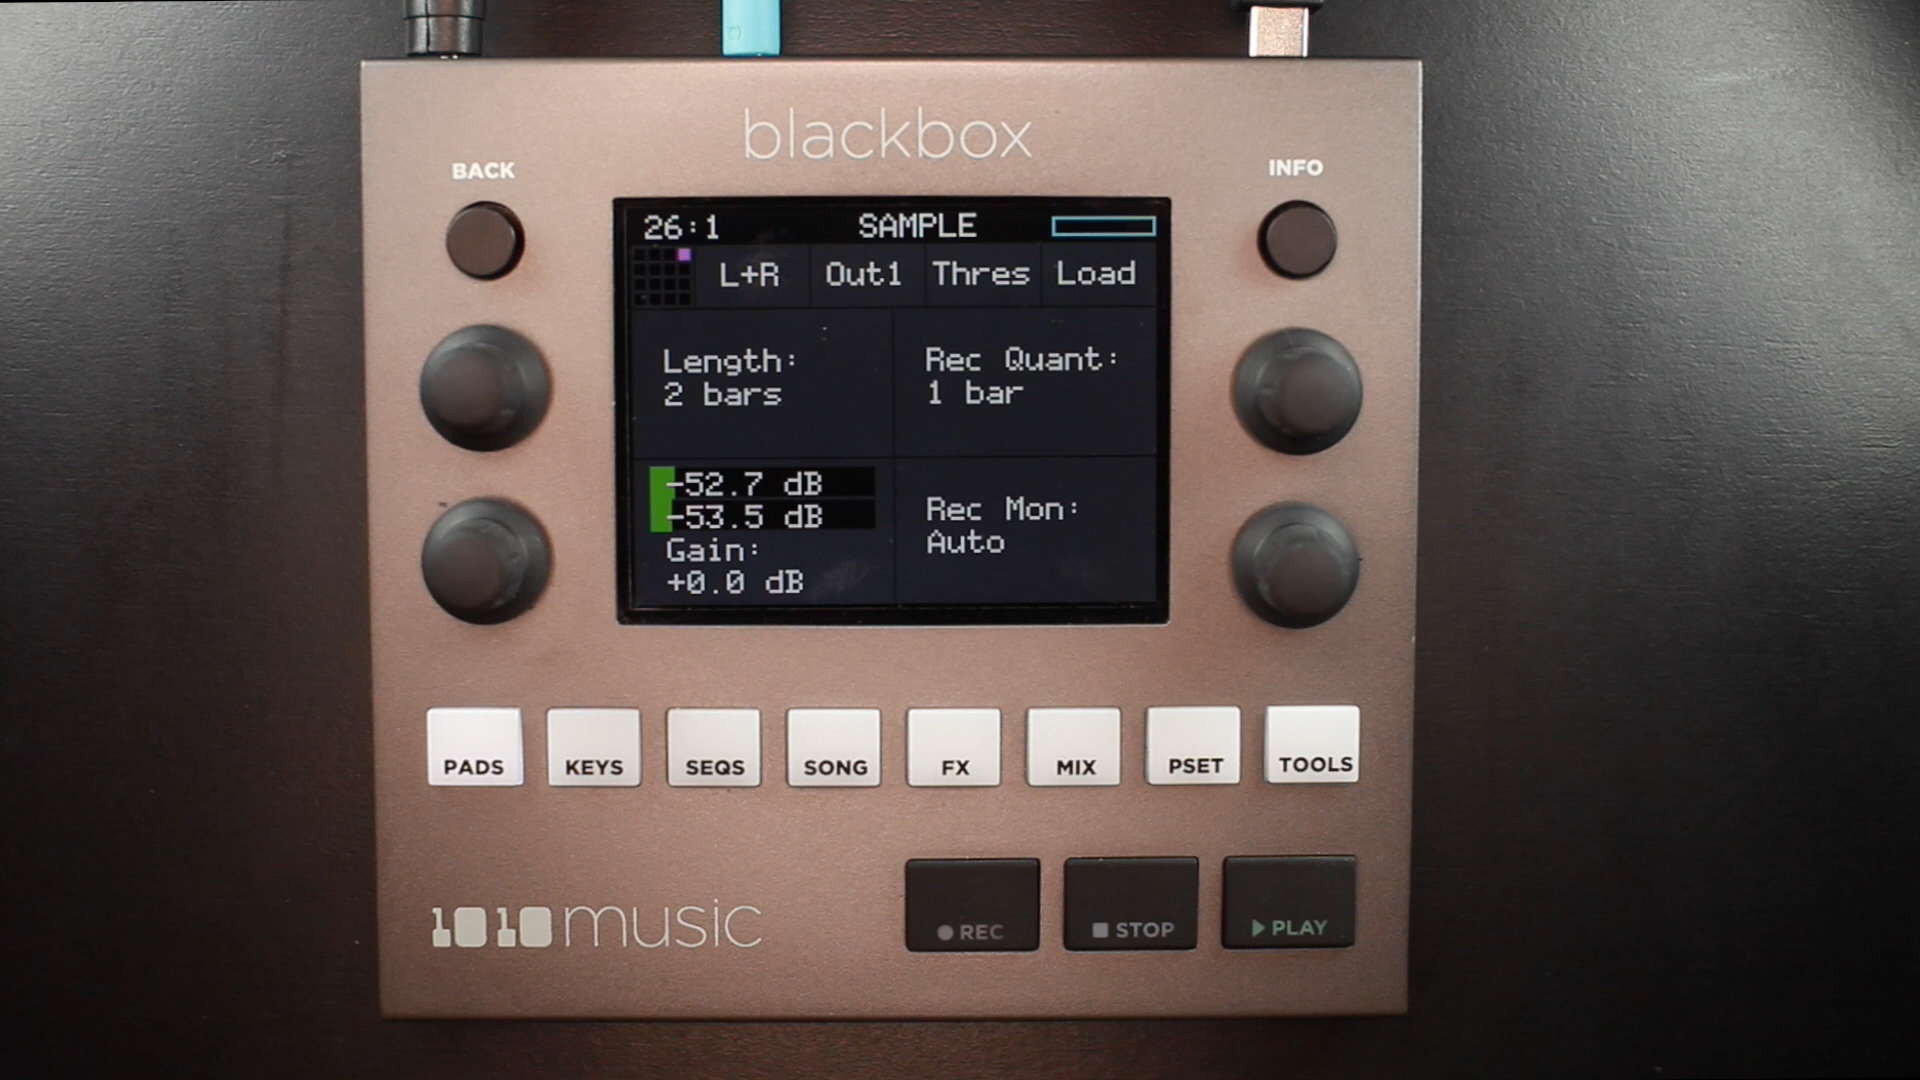 blackbox
BACK
INFO
26:1 SAMPLE
L+R Out1 Thres Load
Length:
2 bars
Rec Quant:
1 bar
-52.7 dB
-53.5 dB
Gain:
+0.0 dB
Rec Mon:
Auto
PADS KEYS SEQS SONG FX MIX PSET TOOLS
1010music
REC STOP PLAY